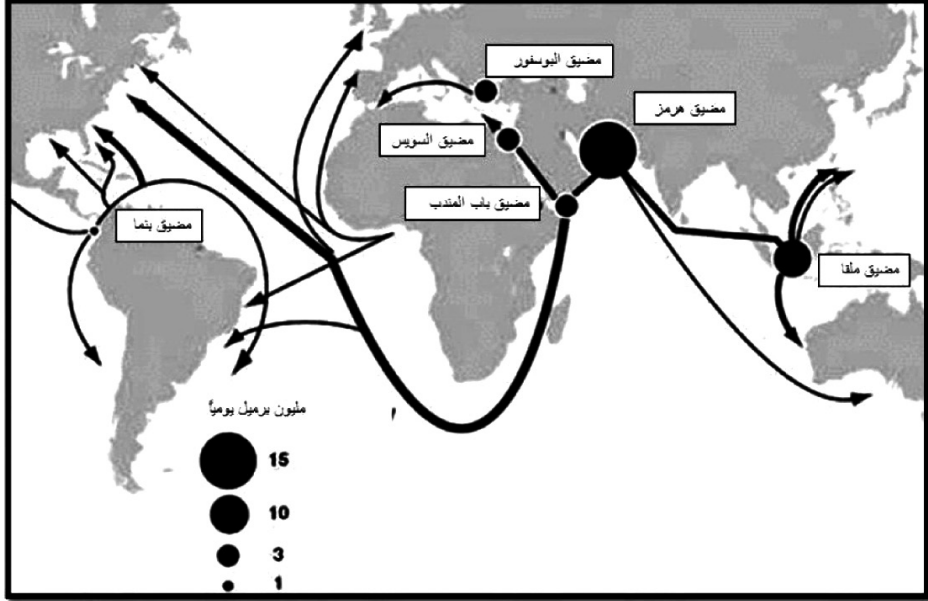 مضيق البوسفور
مضيق هرمز
مضيق السويس
مضيق باب المندب
مضيق بنما
مضيق ملقا
مليون برميل يومياً
15
10
3
1